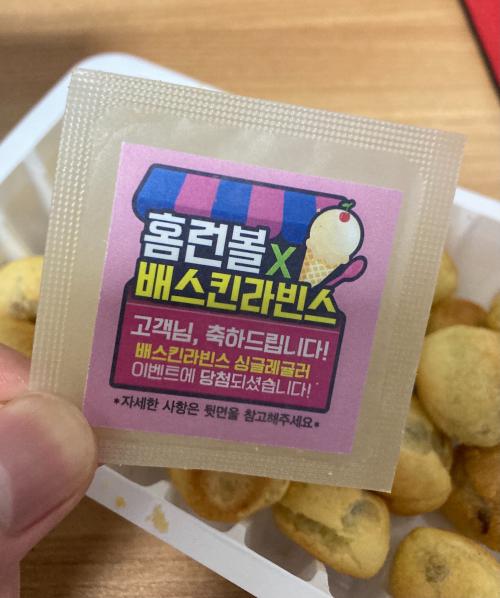 홈런볼 X
배스킨라빈스
고객님, 축하드립니다!
배스킨라빈스 싱글레귤러
이벤트에 당첨되셨습니다!
*자세한 사항은 뒷면을 참고해주세요*